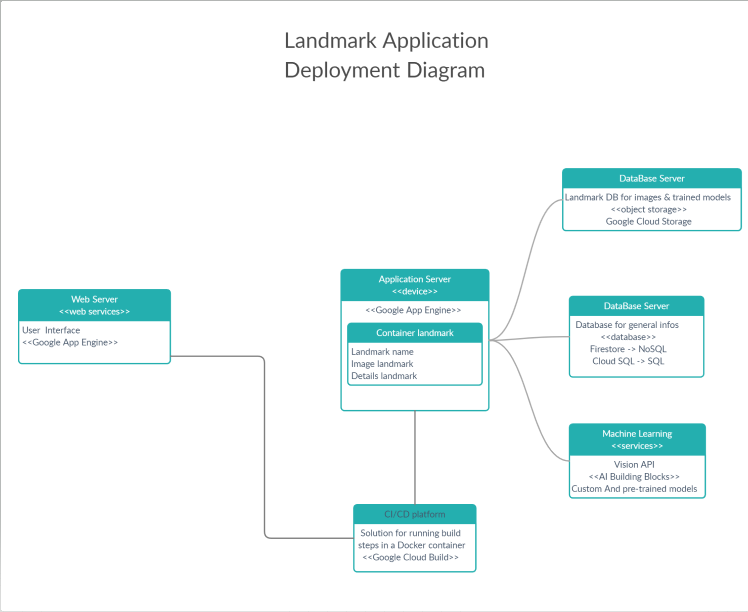 Landmark Application
Deployment Diagram
DataBase Server
Landmark DB for images & trained models
<<object storage>>
Google Cloud Storage
Application Server
<<device>>
<<Google App Engine>>
Container landmark
Landmark name
Image landmark
Details landmark
Web Server
<<web services>>
User Interface
<<Google App Engine>>
DataBase Server
Database for general infos
<<database>>
Firestore -> NoSQL
Cloud SQL -> SQL
Machine Learning
<<services>>
Vision API
<<AI Building Blocks>>
Custom And pre-trained models
CI/CD platform
Solution for running build
steps in a Docker container
<<Google Cloud Build>>